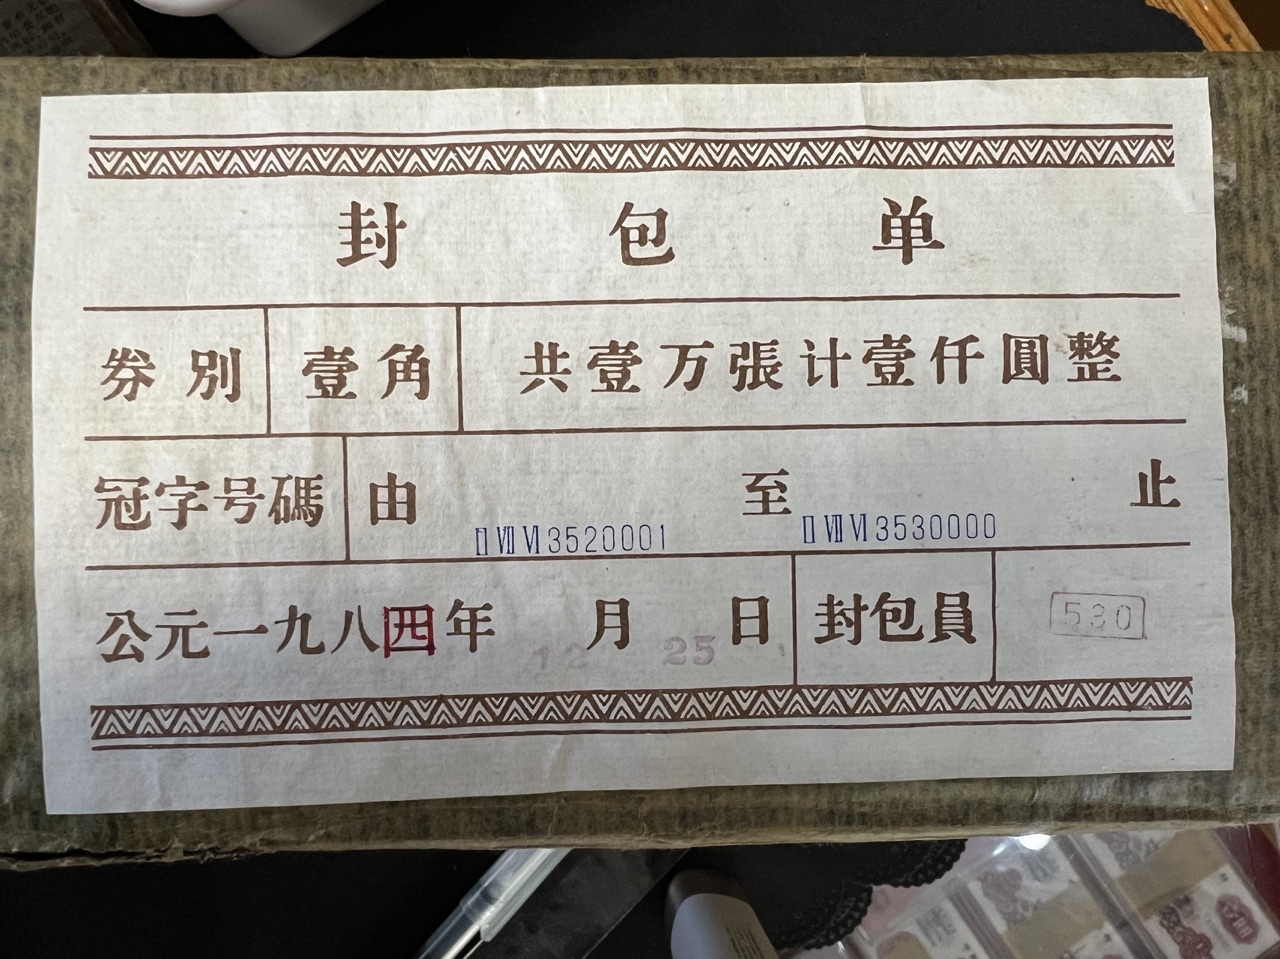 封包单
券別 壹角 共壹万張计壹仟圓整
冠字号碼 由 ⅡⅦⅥ3520001 至 ⅡⅦⅥ3530000 止
公元一九八四年 12 月 25 日 封包員 530